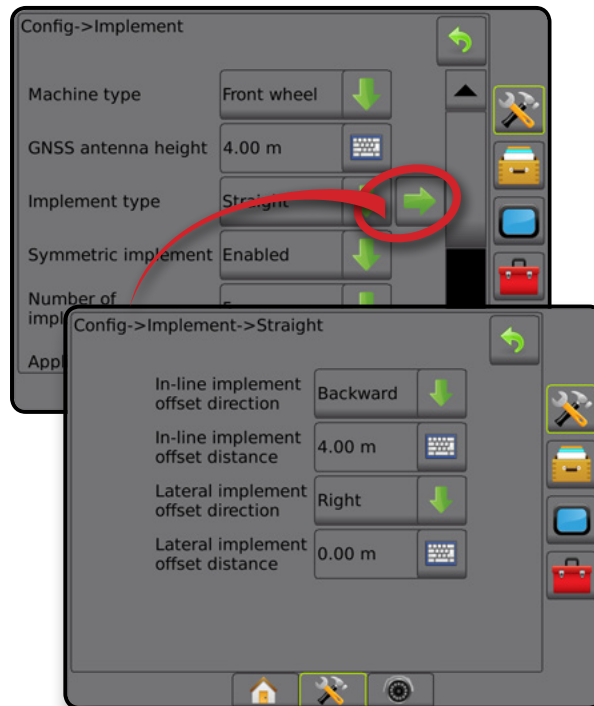 Config->Implement
Machine type Front wheel
GNSS antenna height 4.00 m
Implement type Straight
Symmetric implement Enabled
Number of
Config->Implement->Straight
In-line implement
offset direction Backward
In-line implement
offset distance 4.00 m
Lateral implement
offset direction Right
Lateral implement
offset distance 0.00 m